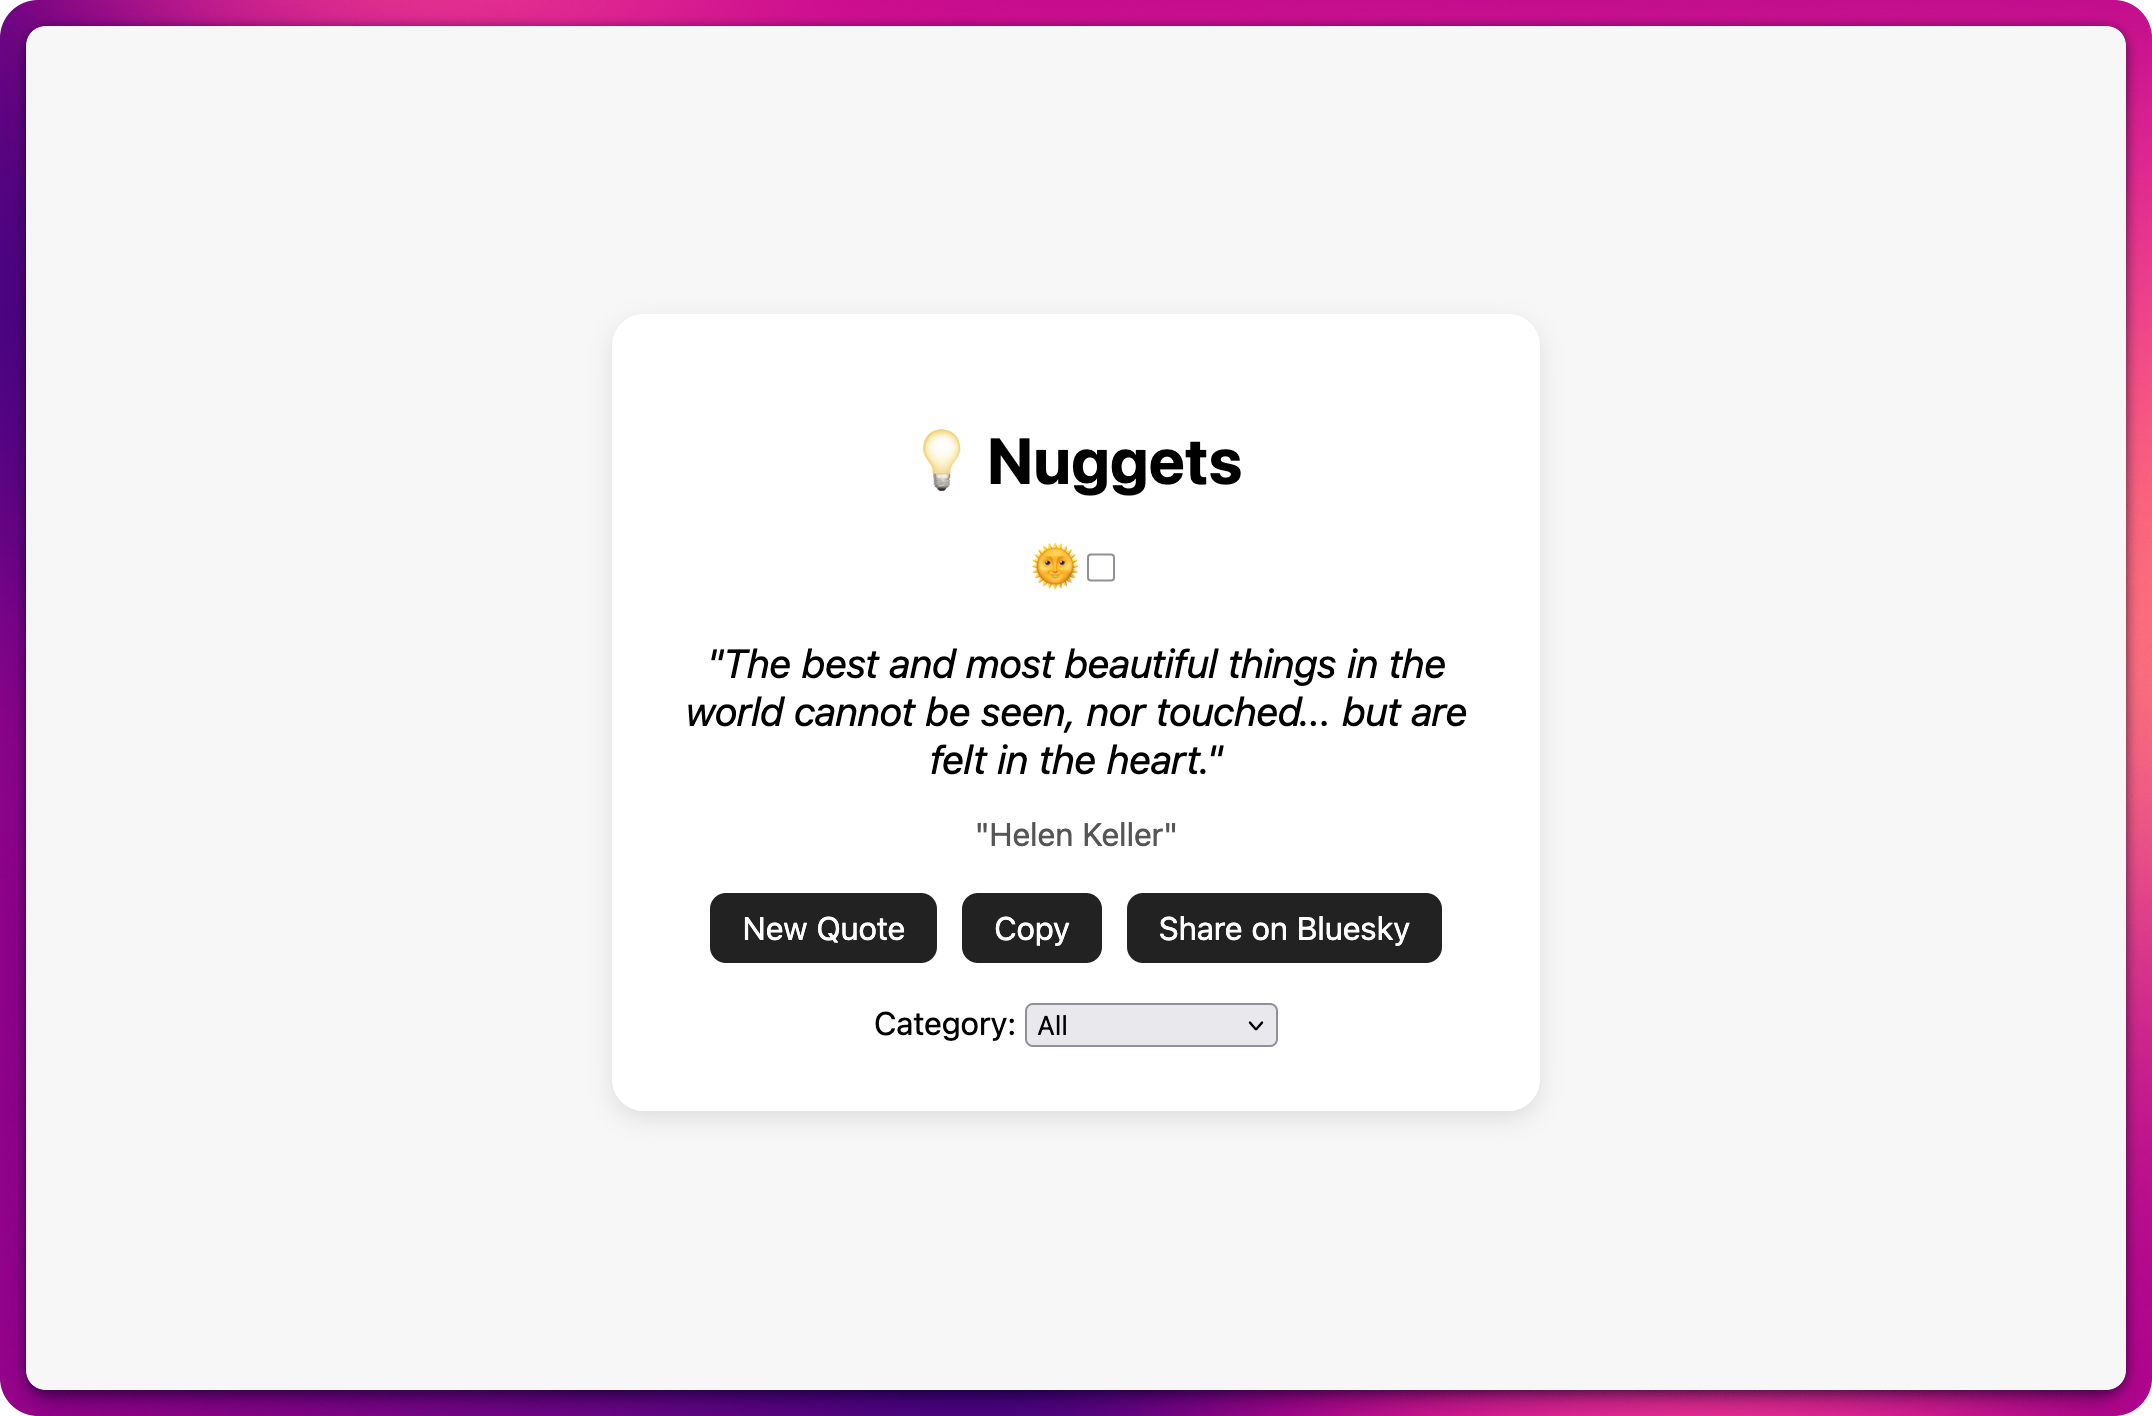 Nuggets
"The best and most beautiful things in the
world cannot be seen, nor touched... but are
felt in the heart."
"Helen Keller"
New Quote Copy Share on Bluesky
Category: All